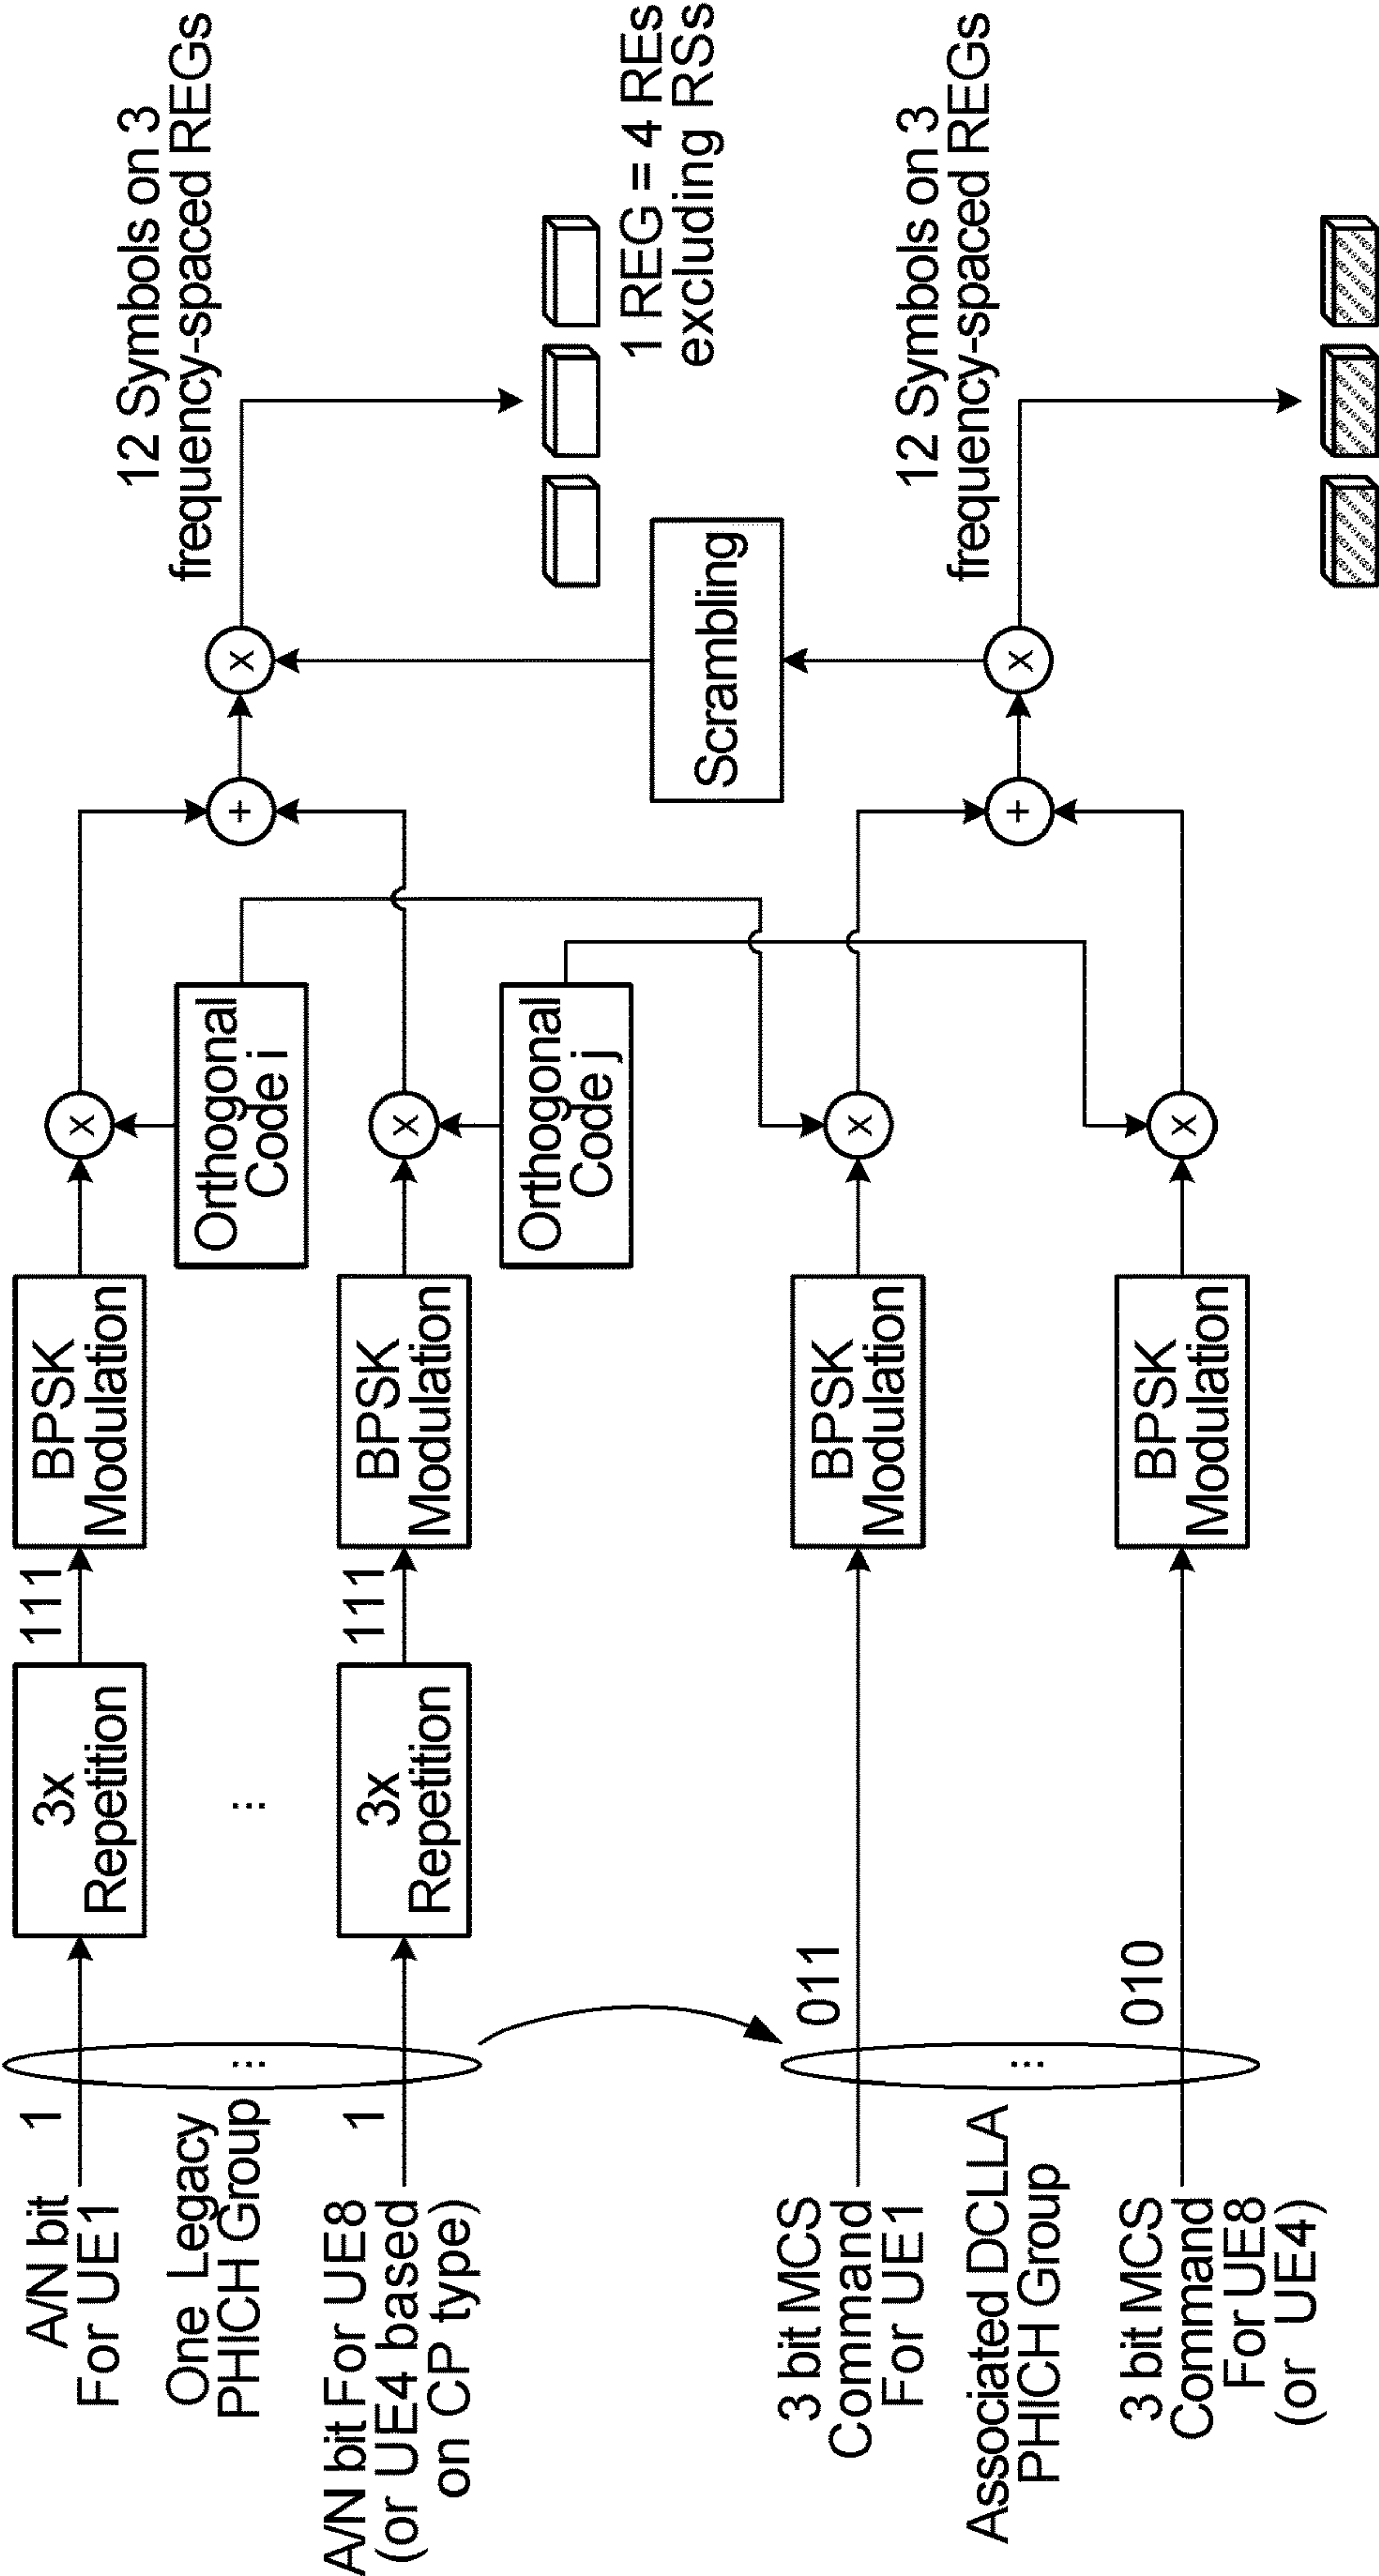 A/N bit
For UE1
1
3x
Repetition
111
BPSK
Modulation
x
Orthogonal
Code i
One Legacy
PHICH Group
...
...
A/N bit For UE8
(or UE4 based
on CP type)
1
3x
Repetition
111
BPSK
Modulation
x
Orthogonal
Code j
+
x
12 Symbols on 3
frequency-spaced REGs
1 REG = 4 REs
excluding RSs
Scrambling
3 bit MCS
Command
For UE1
011
BPSK
Modulation
x
Associated DCLLA
PHICH Group
...
3 bit MCS
Command
For UE8
(or UE4)
010
BPSK
Modulation
x
+
x
12 Symbols on 3
frequency-spaced REGs